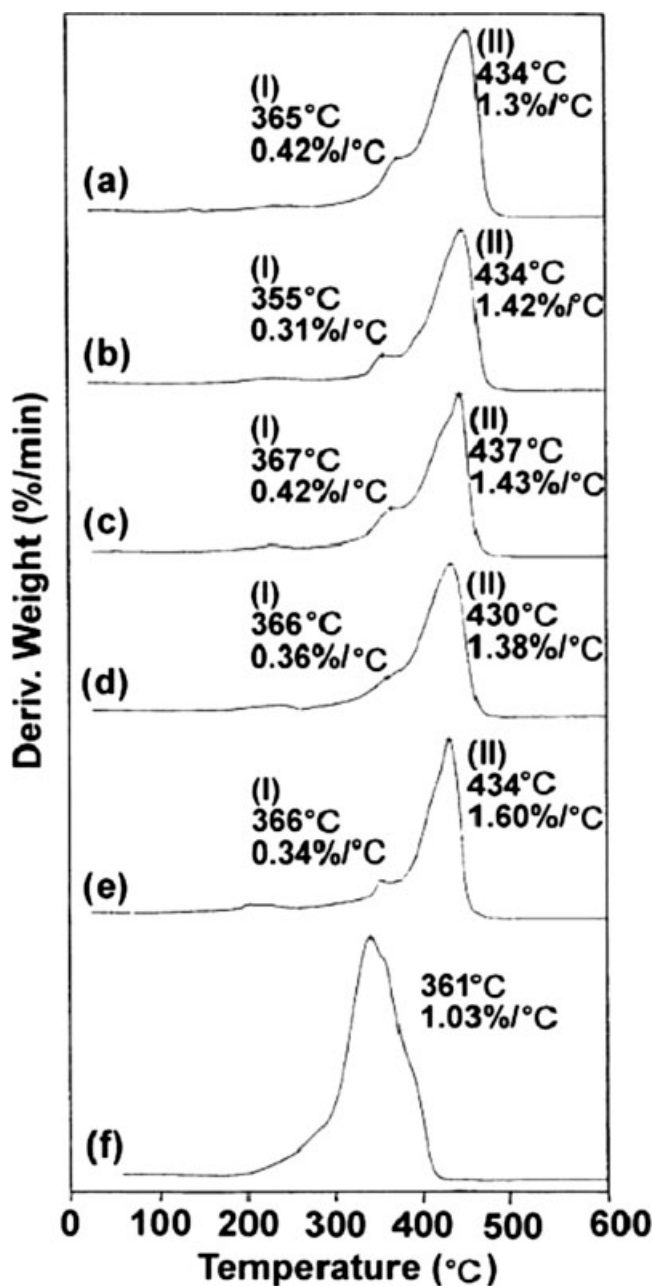 (I)
365°C
0.42%/°C
(II)
434°C
1.3%/°C
(a)
(I)
355°C
0.31%/°C
(II)
434°C
1.42%/°C
(b)
(I)
367°C
0.42%/°C
(II)
437°C
1.43%/°C
(c)
(I)
366°C
0.36%/°C
(II)
430°C
1.38%/°C
(d)
(I)
366°C
0.34%/°C
(II)
434°C
1.60%/°C
(e)
361°C
1.03%/°C
(f)
Deriv. Weight (%/min)
0 100 200 300 400 500 600
Temperature (°C)